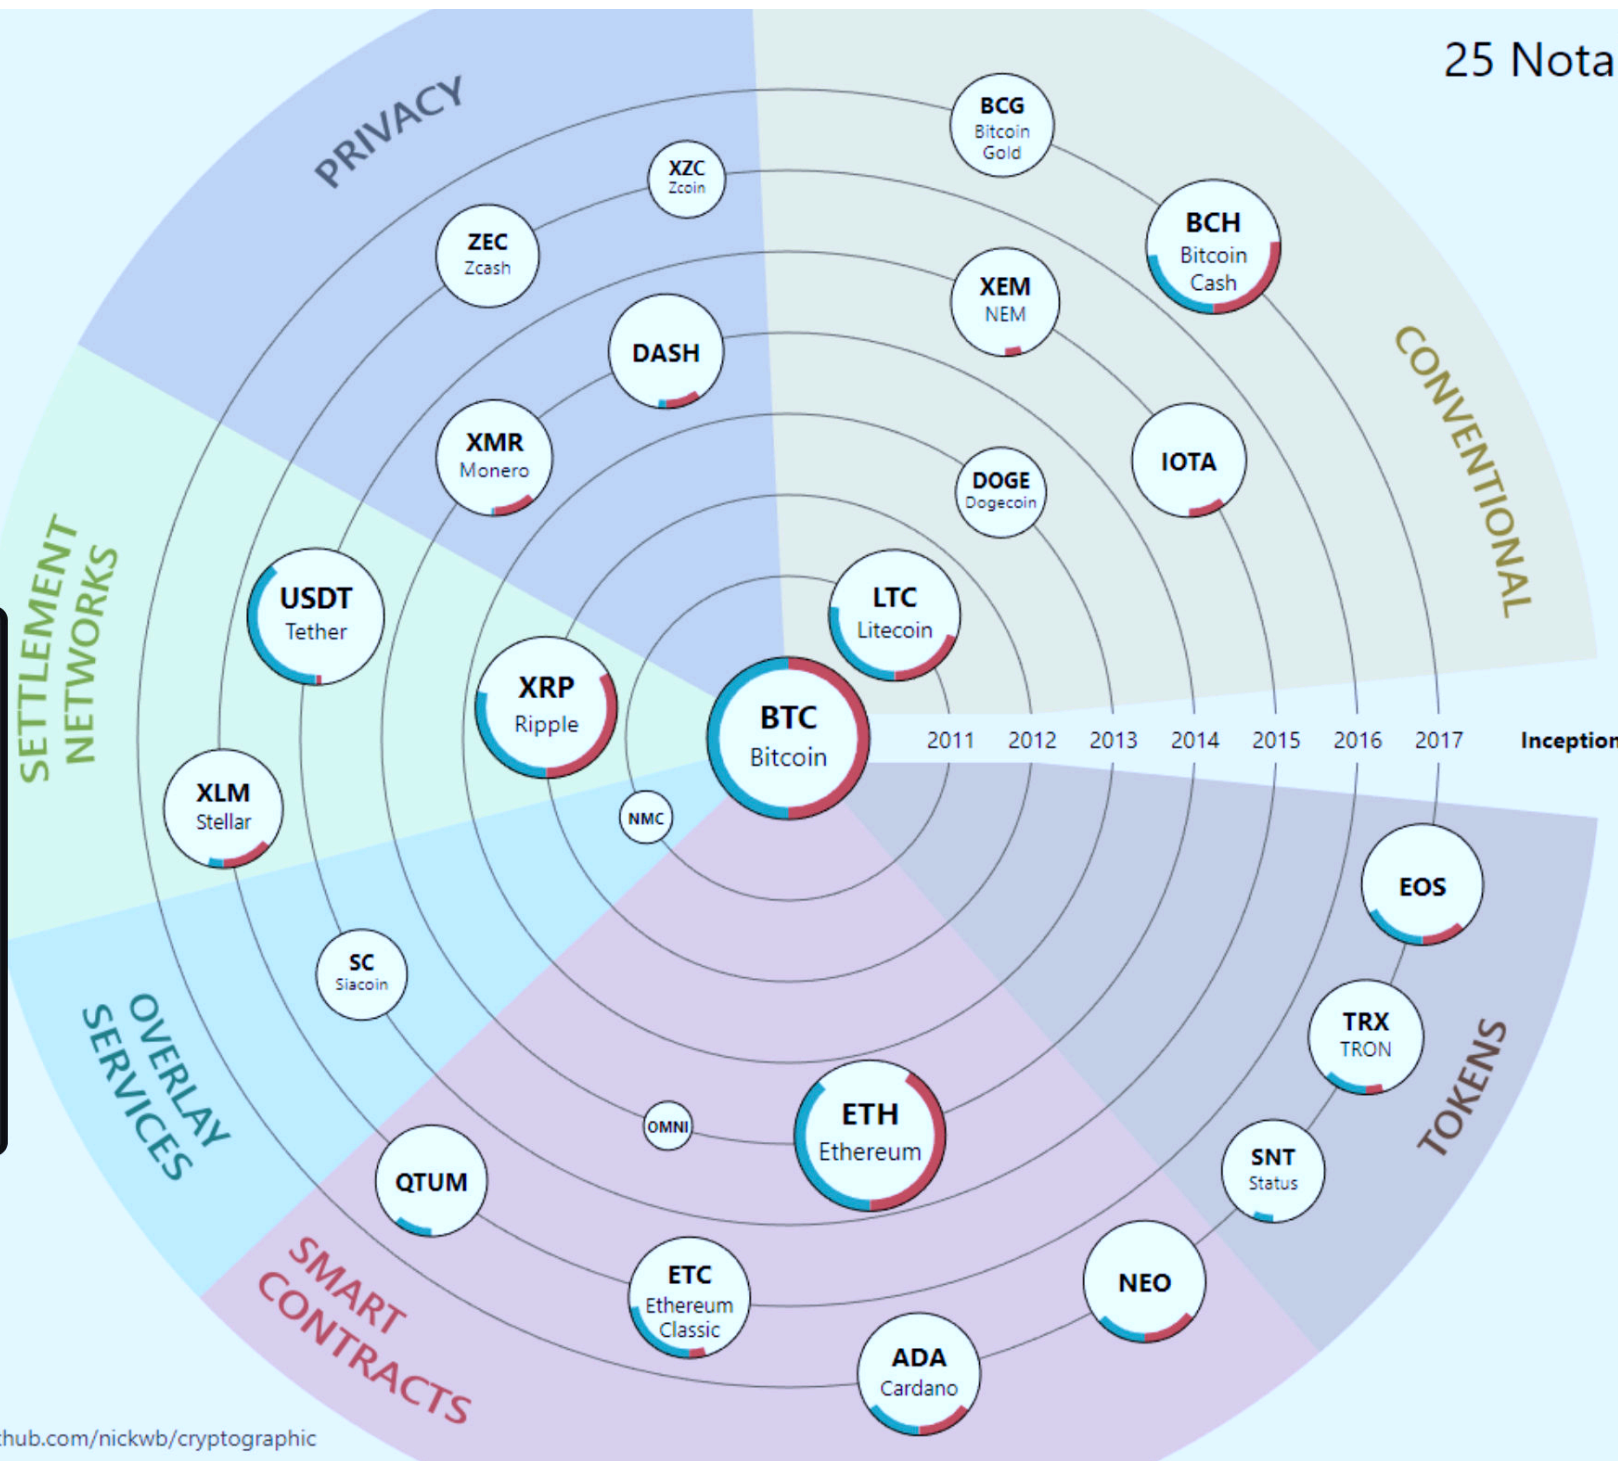 25 Nota
PRIVACY
BCG
Bitcoin
Gold
XZC
Zcoin
ZEC
Zcash
BCH
Bitcoin
Cash
XEM
NEM
DASH
CONVENTIONAL
XMR
Monero
IOTA
DOGE
Dogecoin
SETTLEMENT
NETWORKS
USDT
Tether
LTC
Litecoin
XRP
Ripple
BTC
Bitcoin
2011 2012 2013 2014 2015 2016 2017 Inception
XLM
Stellar
NMC
EOS
SC
Siacoin
OVERLAY
SERVICES
TRX
TRON
TOKENS
OMNI
ETH
Ethereum
SNT
Status
QTUM
SMART
CONTRACTS
ETC
Ethereum
Classic
NEO
ADA
Cardano
thub.com/nickwb/cryptographic